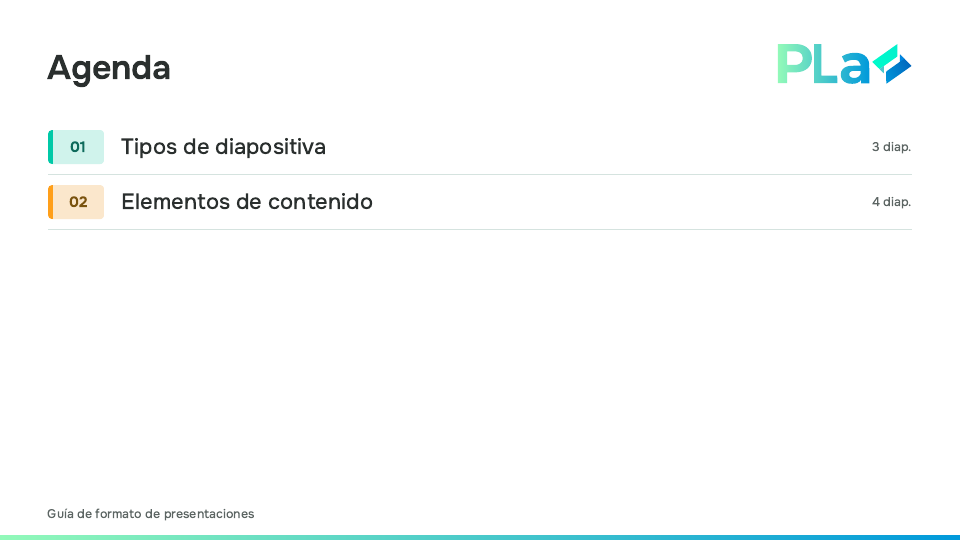 Agenda
PLa
01 Tipos de diapositiva 3 diap.
02 Elementos de contenido 4 diap.
Guía de formato de presentaciones